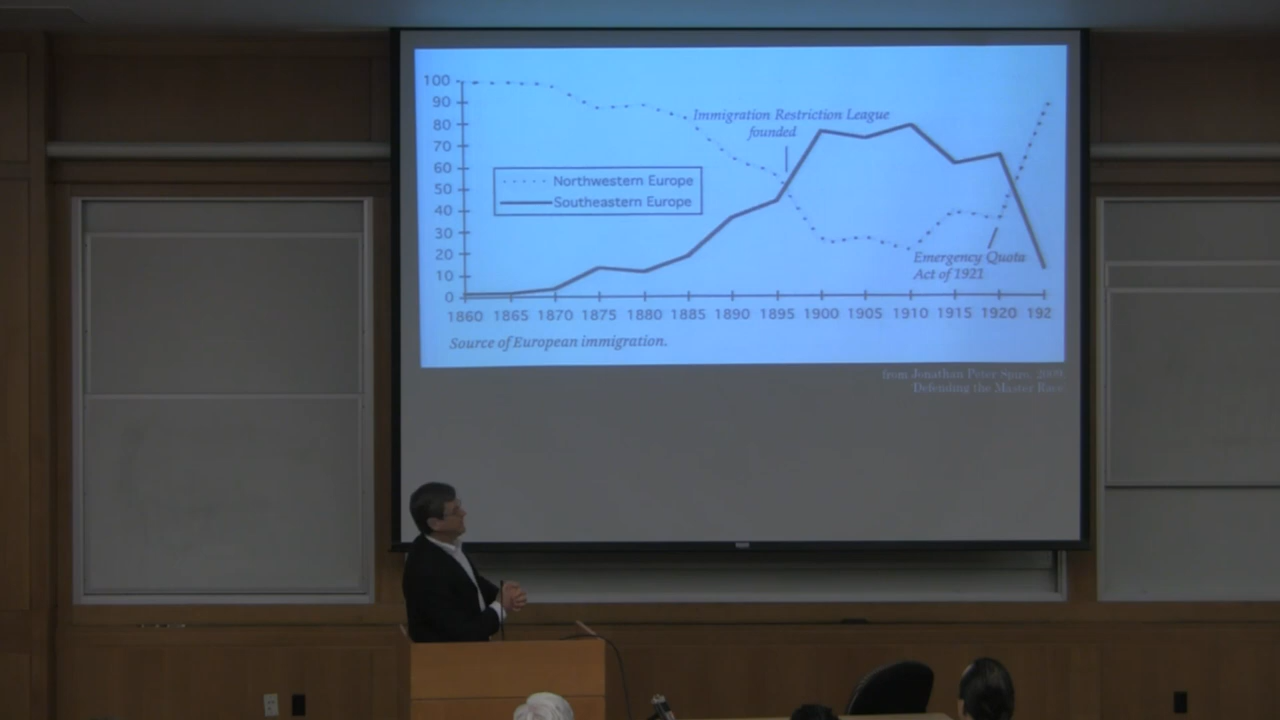 100
90
80
70
60
50
40
30
20
10
0
Immigration Restriction League
founded
Northwestern Europe
Southeastern Europe
Emergency Quota
Act of 1921
1860 1865 1870 1875 1880 1885 1890 1895 1900 1905 1910 1915 1920 192
Source of European immigration.
from Jonathan Peter Spiro, 2009
Defending the Master Race